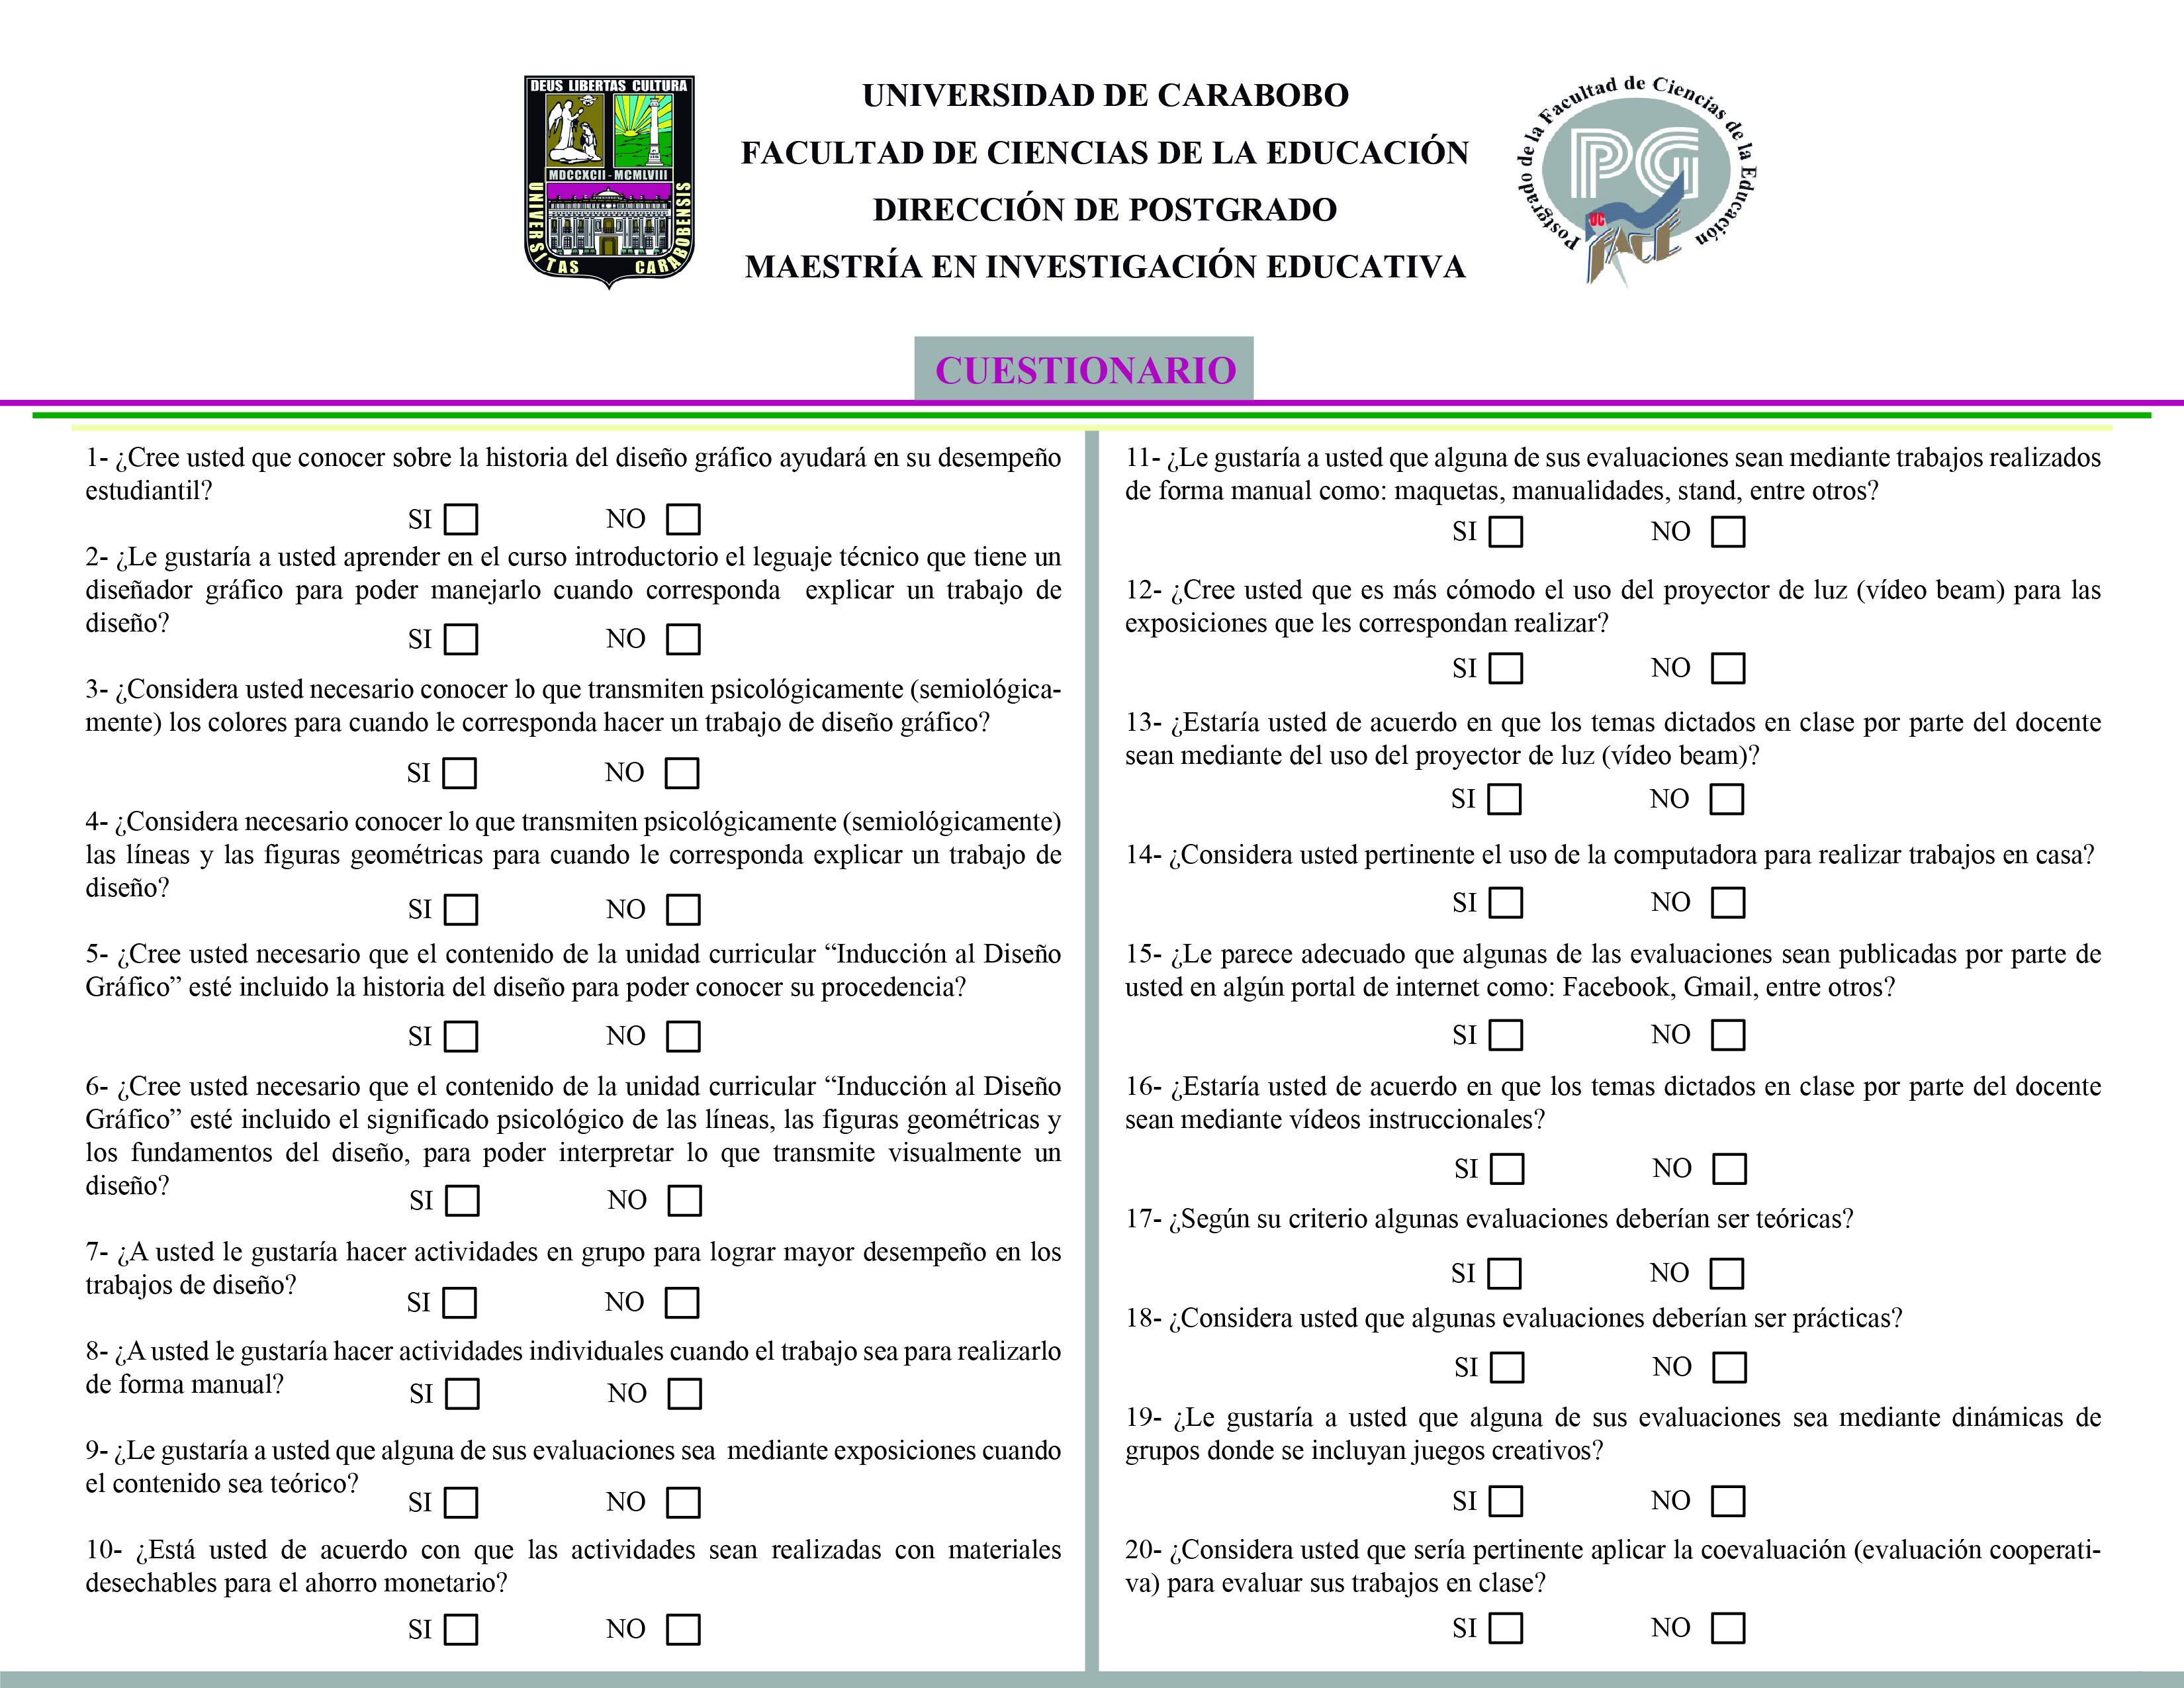 DEUS LIBERTAS CULTURA
MDCCXCII - MCMLVIII
UNIVERSITAS CARABOBENSIS
UNIVERSIDAD DE CARABOBO
FACULTAD DE CIENCIAS DE LA EDUCACIÓN
DIRECCIÓN DE POSTGRADO
MAESTRÍA EN INVESTIGACIÓN EDUCATIVA
Postgrado de la Facultad de Ciencias de la Educación
PG
UC
FACE
CUESTIONARIO
1- ¿Cree usted que conocer sobre la historia del diseño gráfico ayudará en su desempeño
estudiantil?
SI NO
2- ¿Le gustaría a usted aprender en el curso introductorio el leguaje técnico que tiene un
diseñador gráfico para poder manejarlo cuando corresponda explicar un trabajo de
diseño?
SI NO
3- ¿Considera usted necesario conocer lo que transmiten psicológicamente (semiológica-
mente) los colores para cuando le corresponda hacer un trabajo de diseño gráfico?
SI NO
4- ¿Considera necesario conocer lo que transmiten psicológicamente (semiológicamente)
las líneas y las figuras geométricas para cuando le corresponda explicar un trabajo de
diseño?
SI NO
5- ¿Cree usted necesario que el contenido de la unidad curricular “Inducción al Diseño
Gráfico” esté incluido la historia del diseño para poder conocer su procedencia?
SI NO
6- ¿Cree usted necesario que el contenido de la unidad curricular “Inducción al Diseño
Gráfico” esté incluido el significado psicológico de las líneas, las figuras geométricas y
los fundamentos del diseño, para poder interpretar lo que transmite visualmente un
diseño?
SI NO
7- ¿A usted le gustaría hacer actividades en grupo para lograr mayor desempeño en los
trabajos de diseño?
SI NO
8- ¿A usted le gustaría hacer actividades individuales cuando el trabajo sea para realizarlo
de forma manual?
SI NO
9- ¿Le gustaría a usted que alguna de sus evaluaciones sea mediante exposiciones cuando
el contenido sea teórico?
SI NO
10- ¿Está usted de acuerdo con que las actividades sean realizadas con materiales
desechables para el ahorro monetario?
SI NO
11- ¿Le gustaría a usted que alguna de sus evaluaciones sean mediante trabajos realizados
de forma manual como: maquetas, manualidades, stand, entre otros?
SI NO
12- ¿Cree usted que es más cómodo el uso del proyector de luz (vídeo beam) para las
exposiciones que les correspondan realizar?
SI NO
13- ¿Estaría usted de acuerdo en que los temas dictados en clase por parte del docente
sean mediante del uso del proyector de luz (vídeo beam)?
SI NO
14- ¿Considera usted pertinente el uso de la computadora para realizar trabajos en casa?
SI NO
15- ¿Le parece adecuado que algunas de las evaluaciones sean publicadas por parte de
usted en algún portal de internet como: Facebook, Gmail, entre otros?
SI NO
16- ¿Estaría usted de acuerdo en que los temas dictados en clase por parte del docente
sean mediante vídeos instruccionales?
SI NO
17- ¿Según su criterio algunas evaluaciones deberían ser teóricas?
SI NO
18- ¿Considera usted que algunas evaluaciones deberían ser prácticas?
SI NO
19- ¿Le gustaría a usted que alguna de sus evaluaciones sea mediante dinámicas de
grupos donde se incluyan juegos creativos?
SI NO
20- ¿Considera usted que sería pertinente aplicar la coevaluación (evaluación cooperati-
va) para evaluar sus trabajos en clase?
SI NO